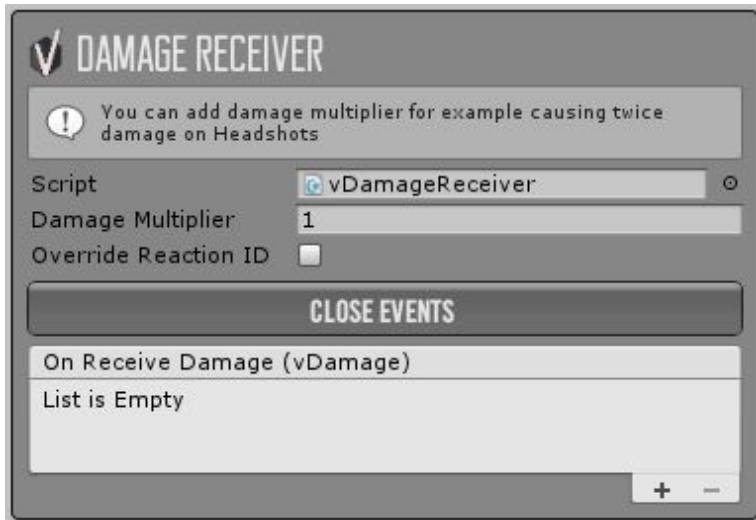 DAMAGE RECEIVER
You can add damage multiplier for example causing twice
damage on Headshots
Script vDamageReceiver
Damage Multiplier 1
Override Reaction ID
CLOSE EVENTS
On Receive Damage (vDamage)
List is Empty
+ −